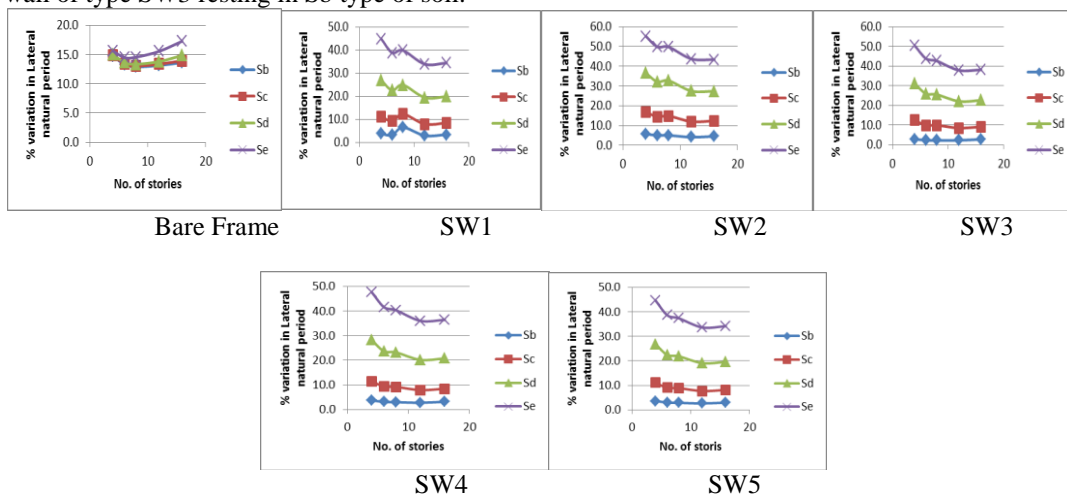 wall of type SW3 resting in Sb type of soil.
% variation in Lateral
natural period
20.0
15.0
10.0
5.0
0.0
0 10 20
No. of stories
Sb
Sc
Sd
Se
Bare Frame
% variation in Lateral
natural period
50.0
40.0
30.0
20.0
10.0
0.0
0 10 20
No. of stories
Sb
Sc
Sd
Se
SW1
% variation in Lateral
natural period
60.0
50.0
40.0
30.0
20.0
10.0
0.0
0 10 20
No. of stories
Sb
Sc
Sd
Se
SW2
% variation in Lateral
natural period
60.0
50.0
40.0
30.0
20.0
10.0
0.0
0 10 20
No. of stories
Sb
Sc
Sd
Se
SW3
% variation in Lateral
natural period
50.0
40.0
30.0
20.0
10.0
0.0
0 10 20
No. of stories
Sb
Sc
Sd
Se
SW4
% variation in Lateral
natural period
50.0
40.0
30.0
20.0
10.0
0.0
0 10 20
No. of storis
Sb
Sc
Sd
Se
SW5